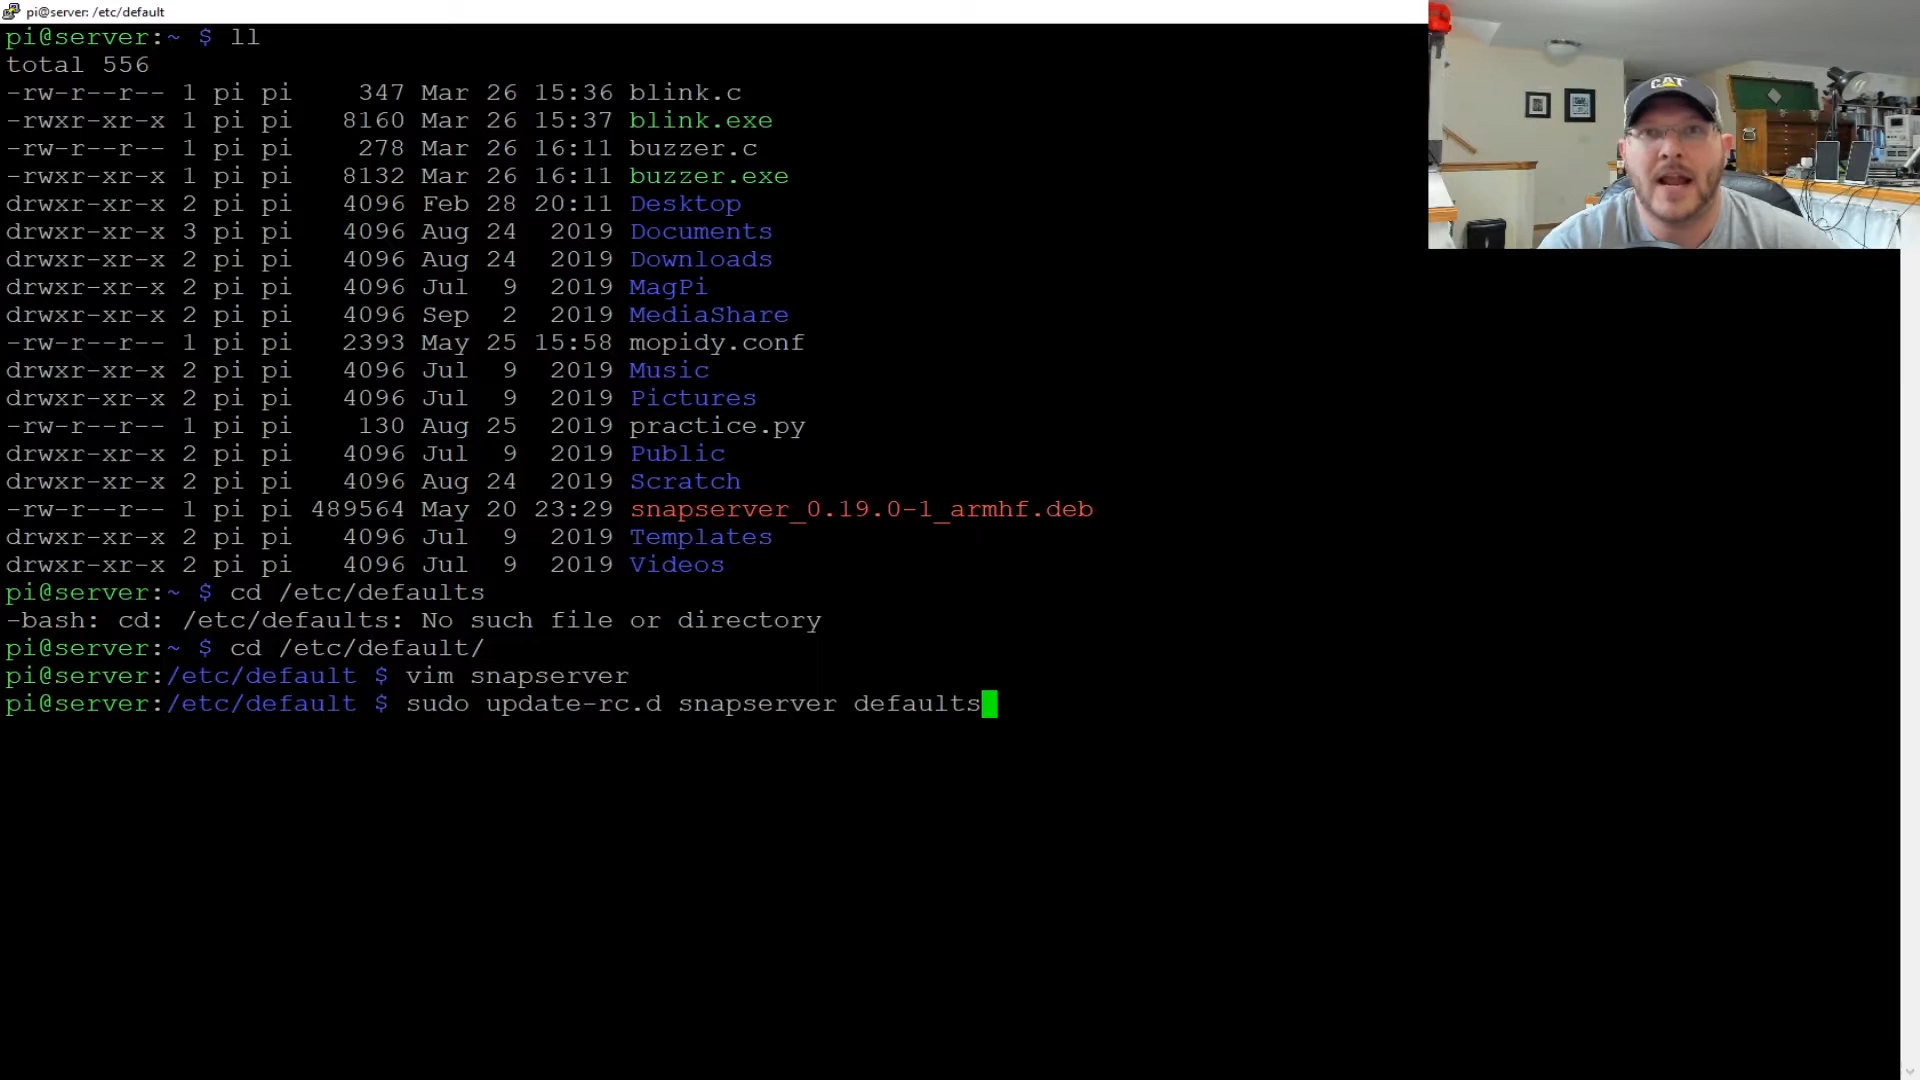 pi@server: /etc/default
pi@server:~ $ ll
total 556
-rw-r--r-- 1 pi pi    347 Mar 26 15:36 blink.c
-rwxr-xr-x 1 pi pi   8160 Mar 26 15:37 blink.exe
-rw-r--r-- 1 pi pi    278 Mar 26 16:11 buzzer.c
-rwxr-xr-x 1 pi pi   8132 Mar 26 16:11 buzzer.exe
drwxr-xr-x 2 pi pi   4096 Feb 28 20:11 Desktop
drwxr-xr-x 3 pi pi   4096 Aug 24  2019 Documents
drwxr-xr-x 2 pi pi   4096 Aug 24  2019 Downloads
drwxr-xr-x 2 pi pi   4096 Jul  9  2019 MagPi
drwxr-xr-x 2 pi pi   4096 Sep  2  2019 MediaShare
-rw-r--r-- 1 pi pi   2393 May 25 15:58 mopidy.conf
drwxr-xr-x 2 pi pi   4096 Jul  9  2019 Music
drwxr-xr-x 2 pi pi   4096 Jul  9  2019 Pictures
-rw-r--r-- 1 pi pi    130 Aug 25  2019 practice.py
drwxr-xr-x 2 pi pi   4096 Jul  9  2019 Public
drwxr-xr-x 2 pi pi   4096 Aug 24  2019 Scratch
-rw-r--r-- 1 pi pi 489564 May 20 23:29 snapserver_0.19.0-1_armhf.deb
drwxr-xr-x 2 pi pi   4096 Jul  9  2019 Templates
drwxr-xr-x 2 pi pi   4096 Jul  9  2019 Videos
pi@server:~ $ cd /etc/defaults
-bash: cd: /etc/defaults: No such file or directory
pi@server:~ $ cd /etc/default/
pi@server:/etc/default $ vim snapserver
pi@server:/etc/default $ sudo update-rc.d snapserver defaults
CAT